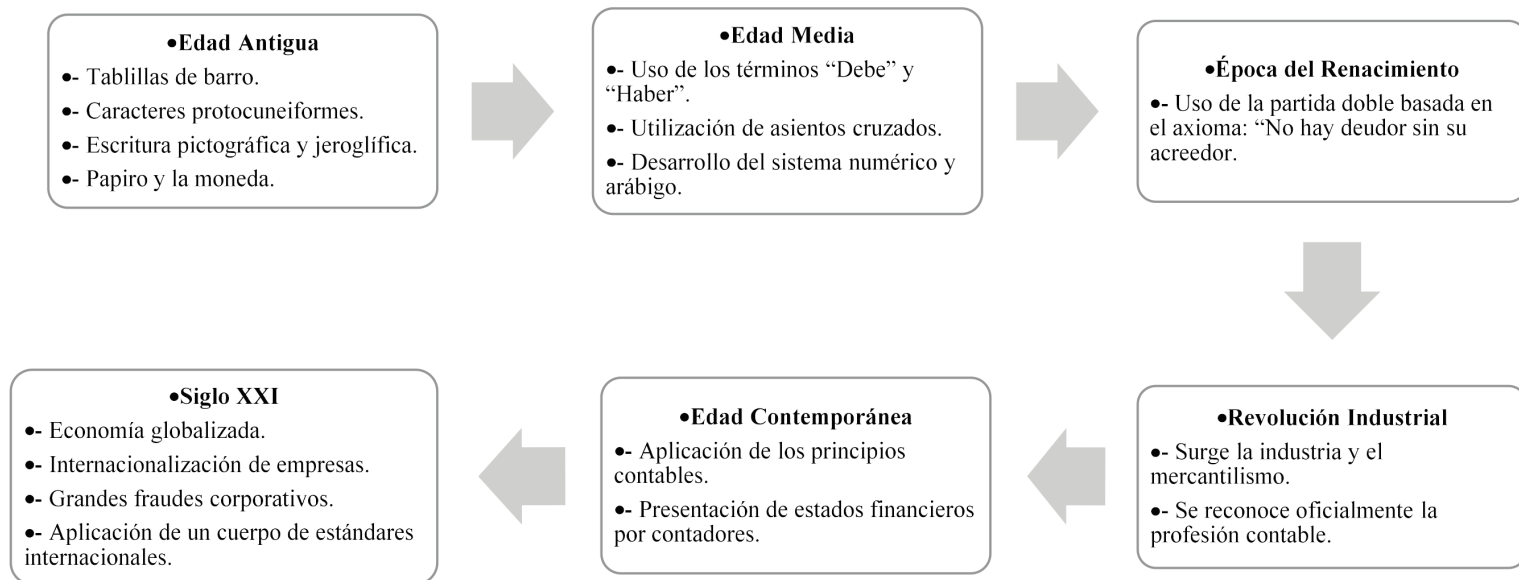 •Edad Antigua
•- Tablillas de barro.
•- Caracteres protocuneiformes.
•- Escritura pictográfica y jeroglífica.
•- Papiro y la moneda.
•Edad Media
•- Uso de los términos “Debe” y
“Haber”.
•- Utilización de asientos cruzados.
•- Desarrollo del sistema numérico y
arábigo.
•Época del Renacimiento
•- Uso de la partida doble basada en
el axioma: “No hay deudor sin su
acreedor.
•Revolución Industrial
•- Surge la industria y el
mercantilismo.
•- Se reconoce oficialmente la
profesión contable.
•Edad Contemporánea
•- Aplicación de los principios
contables.
•- Presentación de estados financieros
por contadores.
•Siglo XXI
•- Economía globalizada.
•- Internacionalización de empresas.
•- Grandes fraudes corporativos.
•- Aplicación de un cuerpo de estándares
internacionales.